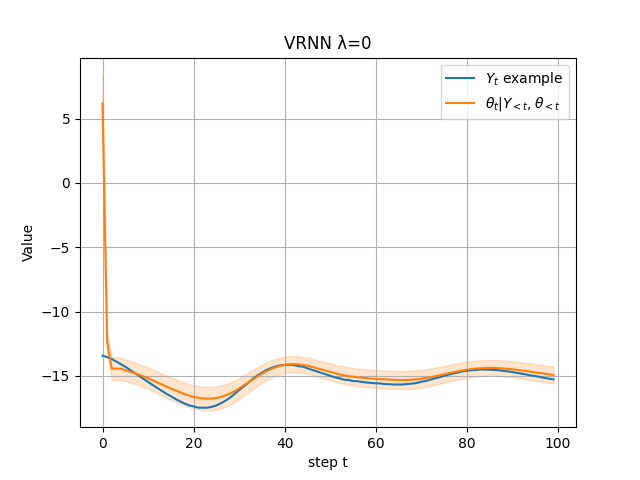 VRNN λ=0
Y_t example
θ_t|Y_{<t}, θ_{<t}
Value
5
0
−5
−10
−15
0
20
40
60
80
100
step t